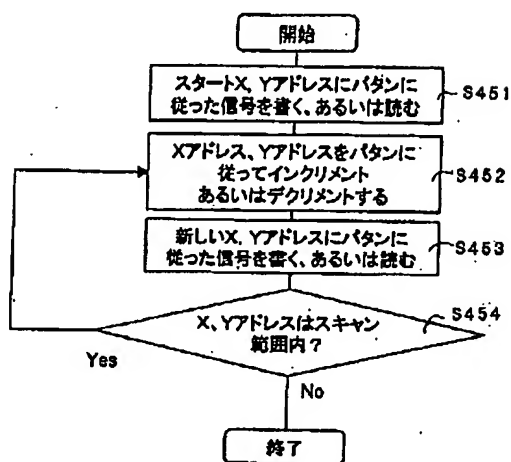 開始
スタートX, Yアドレスにパタンに
従った信号を書く、あるいは読む
S451
Xアドレス、Yアドレスをパタンに
従ってインクリメント
あるいはデクリメントする
S452
新しいX, Yアドレスにパタンに
従った信号を書く、あるいは読む
S453
X、Yアドレスはスキャン
範囲内?
S454
Yes
No
終了